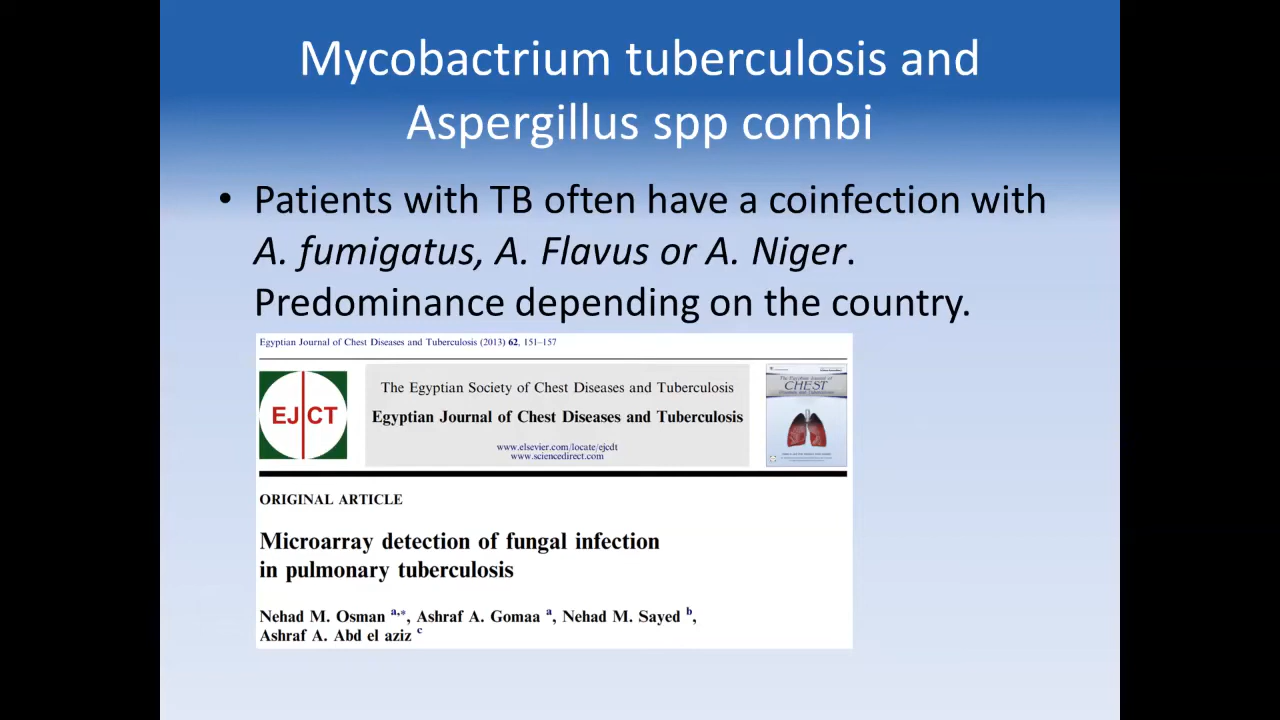 Mycobactrium tuberculosis and
Aspergillus spp combi
• Patients with TB often have a coinfection with
A. fumigatus, A. Flavus or A. Niger.
Predominance depending on the country.
Egyptian Journal of Chest Diseases and Tuberculosis (2013) 62, 151–157
EJCT
The Egyptian Society of Chest Diseases and Tuberculosis
Egyptian Journal of Chest Diseases and Tuberculosis
www.elsevier.com/locate/ejcdt
www.sciencedirect.com
CHEST
ORIGINAL ARTICLE
Microarray detection of fungal infection
in pulmonary tuberculosis
Nehad M. Osman a,*, Ashraf A. Gomaa a, Nehad M. Sayed b,
Ashraf A. Abd el aziz c